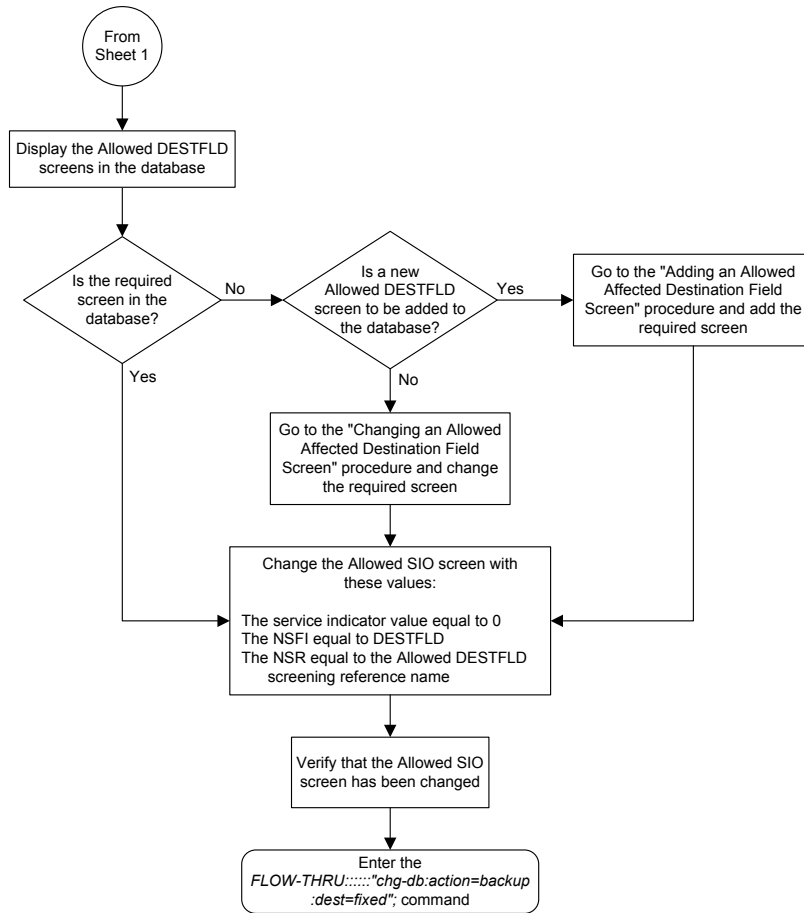 From
Sheet 1
Display the Allowed DESTFLD
screens in the database
Is the required
screen in the
database?
No
Yes
Is a new
Allowed DESTFLD
screen to be added to
the database?
Yes
No
Go to the "Adding an Allowed
Affected Destination Field
Screen" procedure and add the
required screen
Go to the "Changing an Allowed
Affected Destination Field
Screen" procedure and change
the required screen
Change the Allowed SIO screen with
these values:
The service indicator value equal to 0
The NSFI equal to DESTFLD
The NSR equal to the Allowed DESTFLD
screening reference name
Verify that the Allowed SIO
screen has been changed
Enter the
FLOW-THRU::::::"chg-db:action=backup
:dest=fixed"; command